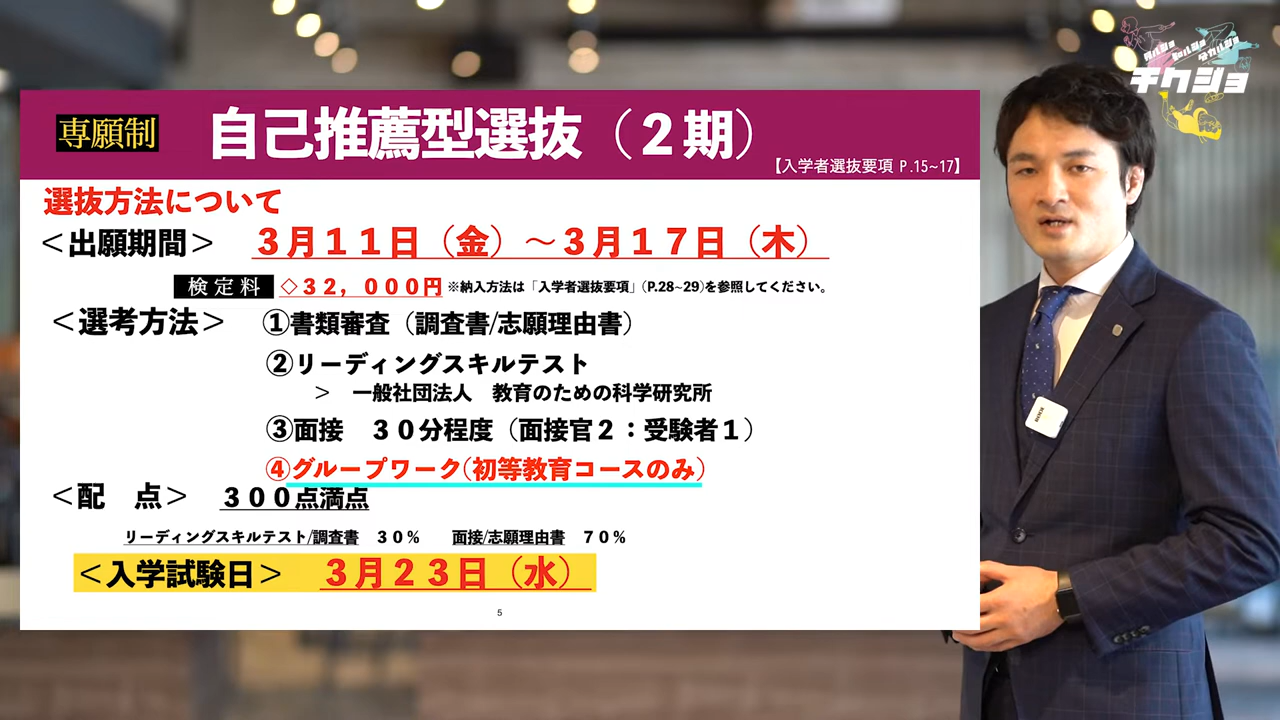 専願制
自己推薦型選抜（２期）
【入学者選抜要項 P.15~17】
選抜方法について
＜出願期間＞ ３月１１日（金）～３月１７日（木）
検定料 ◇３２，０００円 ※納入方法は「入学者選抜要項」（P.28~29）を参照してください。
＜選考方法＞ ①書類審査（調査書/志願理由書）
②リーディングスキルテスト
＞ 一般社団法人 教育のための科学研究所
③面接 ３０分程度（面接官２：受験者１）
④グループワーク(初等教育コースのみ)
＜配 点＞ ３００点満点
リーディングスキルテスト/調査書 ３０％ 面接/志願理由書 ７０％
＜入学試験日＞ ３月２３日（水）
5
チクジョ